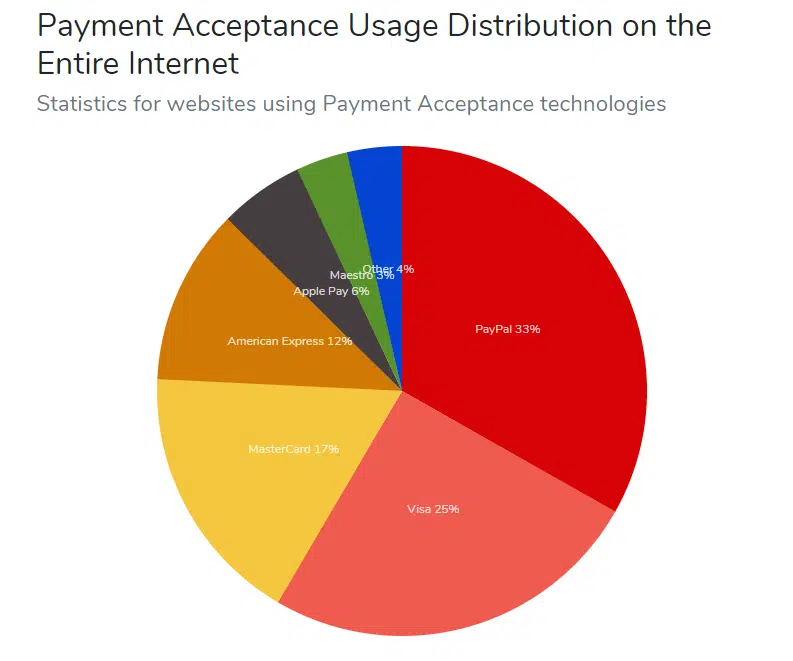 Payment Acceptance Usage Distribution on the
Entire Internet
Statistics for websites using Payment Acceptance technologies
Other 4%
Maestro 3%
Apple Pay 6%
PayPal 33%
American Express 12%
MasterCard 17%
Visa 25%